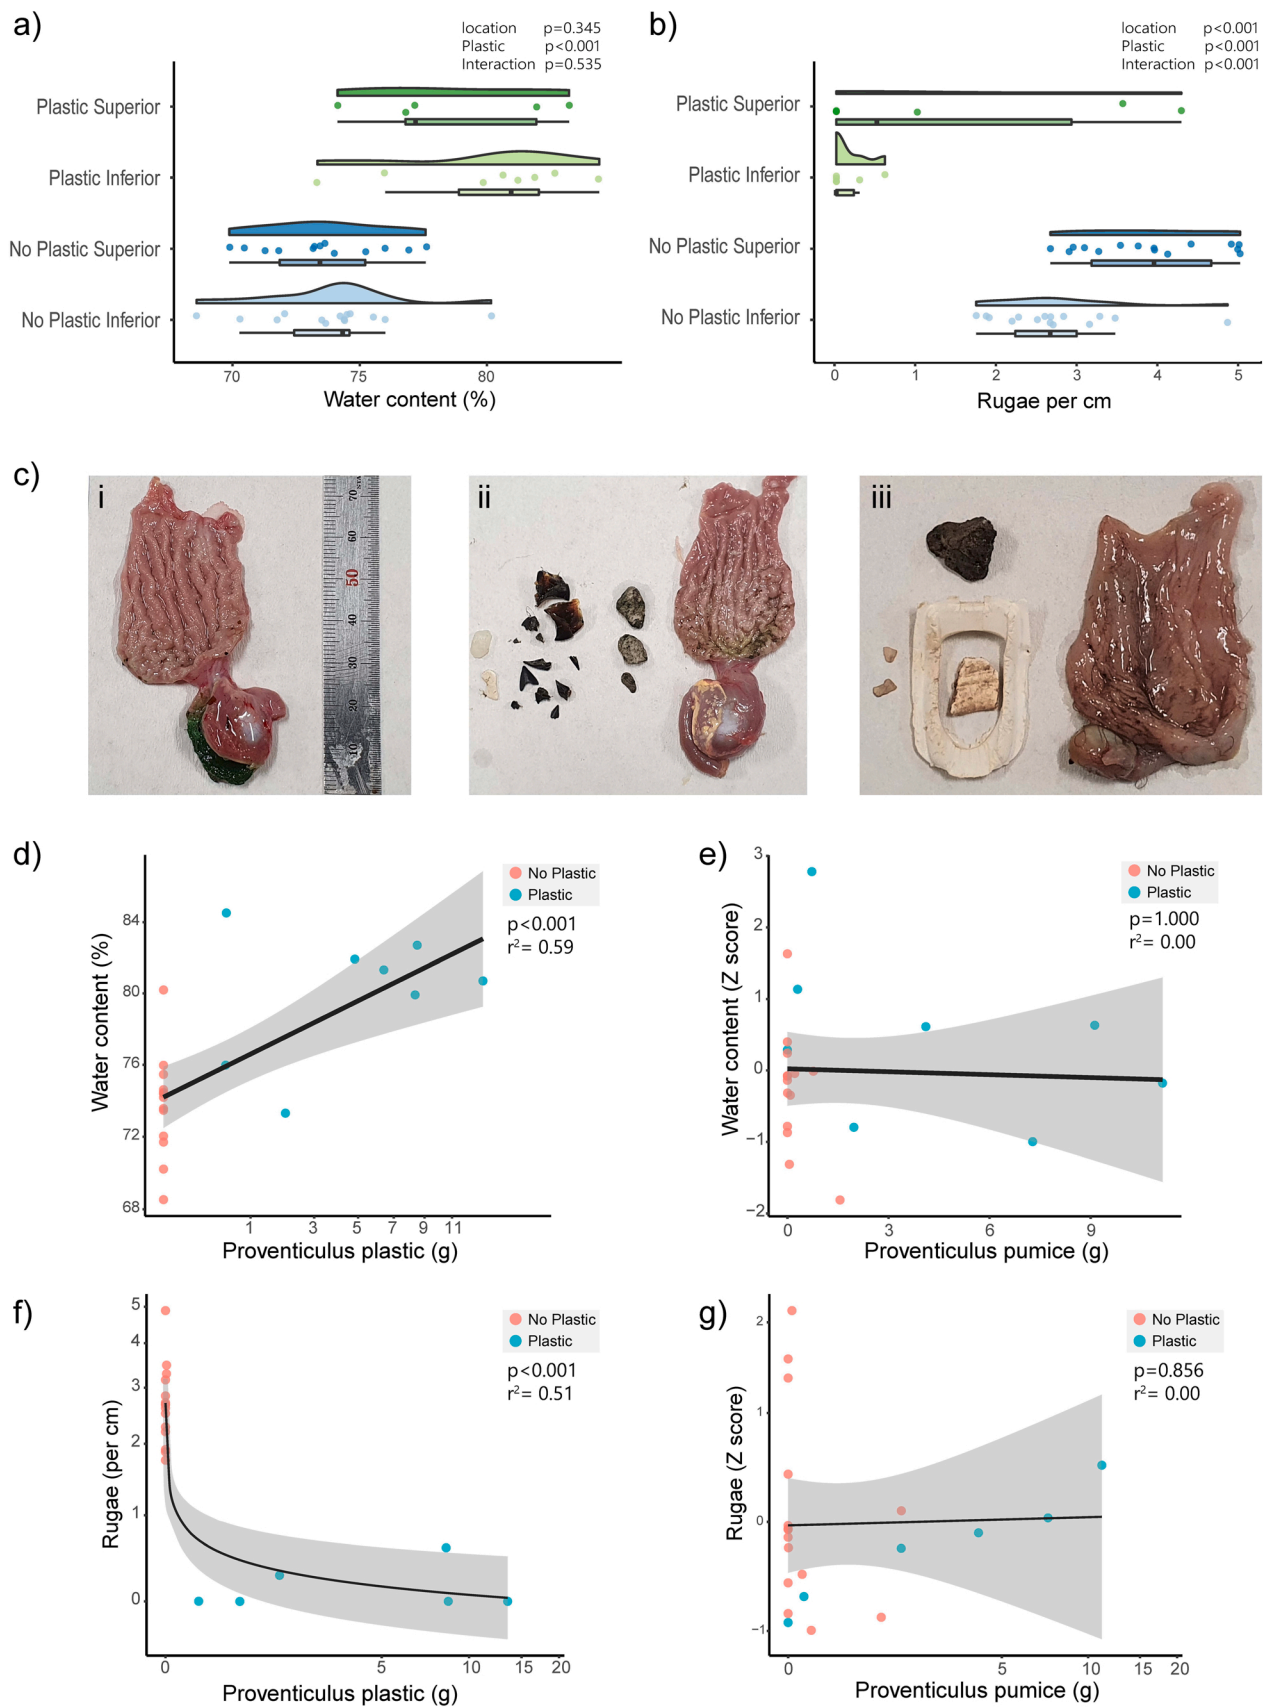 a)
location p=0.345
Plastic p<0.001
Interaction p=0.535
Plastic Superior
Plastic Inferior
No Plastic Superior
No Plastic Inferior
70 75 80
Water content (%)
b)
location p<0.001
Plastic p<0.001
Interaction p<0.001
Plastic Superior
Plastic Inferior
No Plastic Superior
No Plastic Inferior
0 1 2 3 4 5
Rugae per cm
c)
i
70
60
50
40
30
20
10
ii
iii
d)
No Plastic
Plastic
p<0.001
r²= 0.59
84
80
76
72
68
Water content (%)
1 3 5 7 9 11
Proventiculus plastic (g)
e)
No Plastic
Plastic
p=1.000
r²= 0.00
3
2
1
0
−1
−2
Water content (Z score)
0 3 6 9
Proventiculus pumice (g)
f)
No Plastic
Plastic
p<0.001
r²= 0.51
5
4
3
2
1
0
Rugae (per cm)
0 5 10 15 20
Proventiculus plastic (g)
g)
No Plastic
Plastic
p=0.856
r²= 0.00
2
1
0
−1
Rugae (Z score)
0 5 10 15 20
Proventiculus pumice (g)